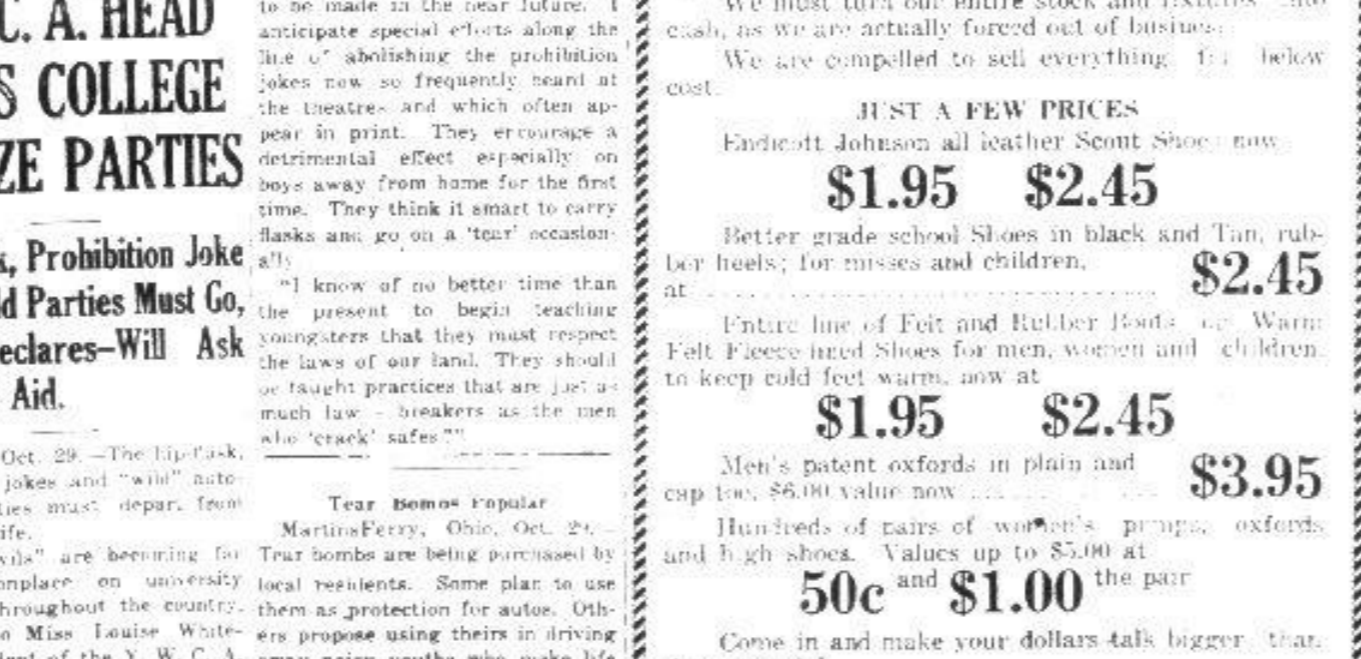 C. A. HEAD
S COLLEGE
ZE PARTIES
Prohibition Joke
d Parties Must Go,
eclares—Will Ask
Aid.
Oct. 29.—The hip flask,
jokes and "wild" auto-
ties must depart from
ife.
are becoming
onplace on university
hroughout the country,
o Miss Louise White-
dent of the Y. W. C. A.
to be made in the near future. I
anticipate special efforts along the
line of abolishing the prohibition
jokes now so frequently heard at
the theatres and which often ap-
pear in print. They encourage a
detrimental effect especially on
boys away from home for the first
time. They think it smart to carry
flasks and go on a 'tear' occasion-
ally.
"I know of no better time than
the present to begin teaching
youngsters that they must respect
the laws of our land. They should
be taught practices that are just as
much law - breakers as the men
who 'crack' safes.""
Tear Bombs Popular
MartinsFerry, Ohio, Oct. 29.—
Tear bombs are being purchased by
local residents. Some plan to use
them as protection for autos. Oth-
ers propose using theirs in driving
who make life
We must turn our entire stock and fixtures into
cash, as we are actually forced out of business.
We are compelled to sell everything far below
cost.
JUST A FEW PRICES
Endicott Johnson all leather Scout Shoes now
$1.95 $2.45
Better grade school Shoes in black and Tan, rub-
ber heels; for misses and children,
at $2.45
Entire line of Felt and Rubber Boots, Warm
Felt Fleece-lined Shoes for men, women and children,
to keep cold feet warm, now at
$1.95 $2.45
Men's patent oxfords in plain and
cap toe, $6.00 value now $3.95
Hundreds of pairs of women's pumps, oxfords
and high shoes. Values up to $5.00 at
50c and $1.00 the pair
Come in and make your dollars talk bigger than